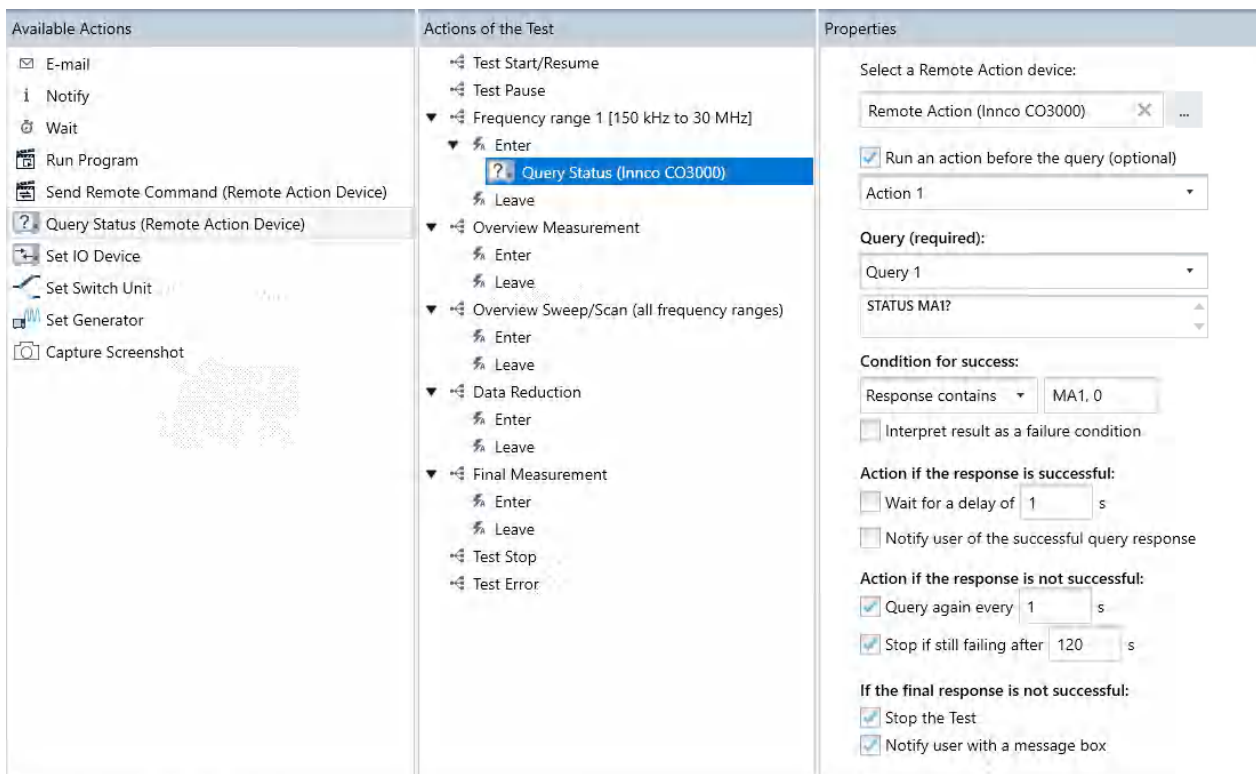 Available Actions
E-mail
Notify
Wait
Run Program
Send Remote Command (Remote Action Device)
Query Status (Remote Action Device)
Set IO Device
Set Switch Unit
Set Generator
Capture Screenshot
Actions of the Test
Test Start/Resume
Test Pause
Frequency range 1 [150 kHz to 30 MHz]
Enter
Query Status (Innco CO3000)
Leave
Overview Measurement
Enter
Leave
Overview Sweep/Scan (all frequency ranges)
Enter
Leave
Data Reduction
Enter
Leave
Final Measurement
Enter
Leave
Test Stop
Test Error
Properties
Select a Remote Action device:
Remote Action (Innco CO3000) ...
Run an action before the query (optional)
Action 1
Query (required):
Query 1
STATUS MA1?
Condition for success:
Response contains MA1, 0
Interpret result as a failure condition
Action if the response is successful:
Wait for a delay of 1 s
Notify user of the successful query response
Action if the response is not successful:
Query again every 1 s
Stop if still failing after 120 s
If the final response is not successful:
Stop the Test
Notify user with a message box